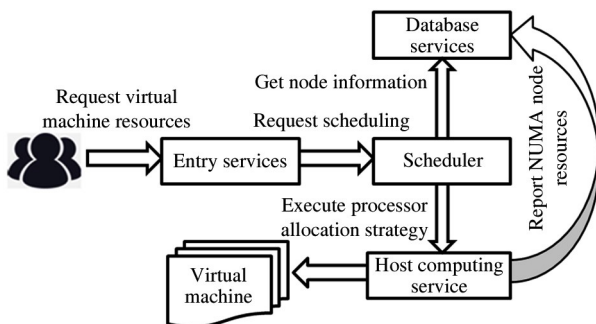 Database
services
Get node information
Request virtual
machine resources
Request scheduling
Entry services
Scheduler
Report NUMA node
resources
Execute processor
allocation strategy
Virtual
machine
Host computing
service